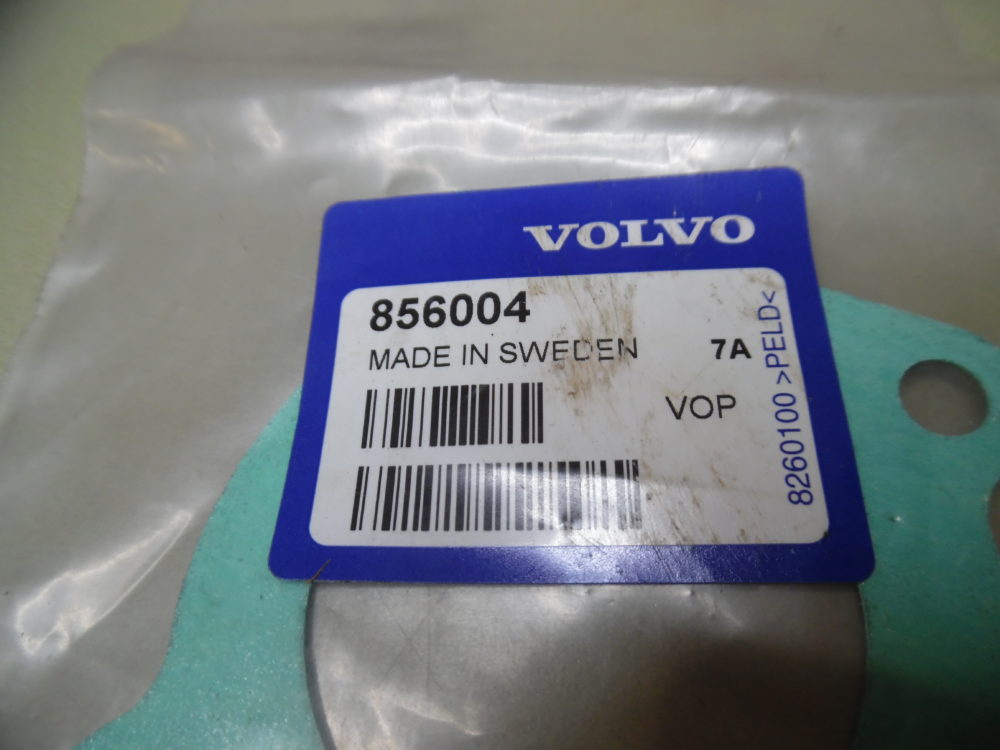 VOLVO
856004
MADE IN SWEDEN
7A
VOP
8260100 >PELD<